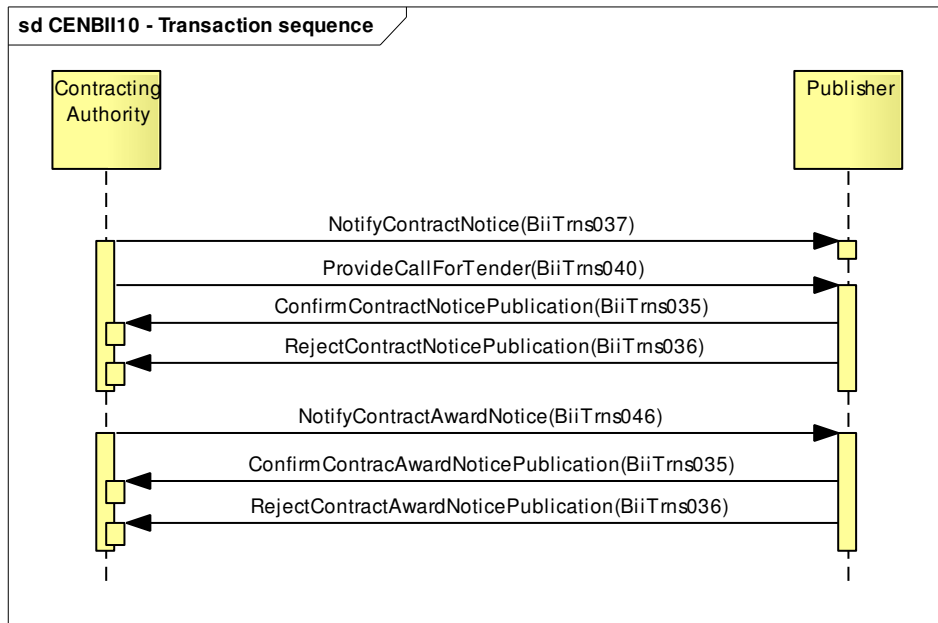 sd CENBII10 - Transaction sequence
Contracting
Authority
Publisher
NotifyContractNotice(BiiTrns037)
ProvideCallForTender(BiiTrns040)
ConfirmContractNoticePublication(BiiTrns035)
RejectContractNoticePublication(BiiTrns036)
NotifyContractAwardNotice(BiiTrns046)
ConfirmContracAwardNoticePublication(BiiTrns035)
RejectContractAwardNoticePublication(BiiTrns036)